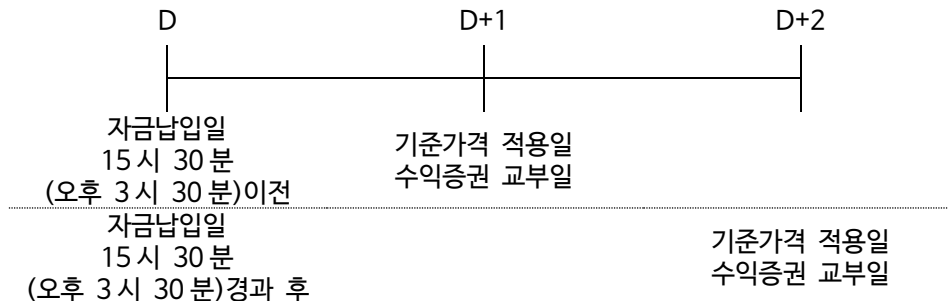 D D+1 D+2
자금납입일
15시 30분
(오후 3시 30분)이전
기준가격 적용일
수익증권 교부일
자금납입일
15시 30분
(오후 3시 30분)경과 후
기준가격 적용일
수익증권 교부일